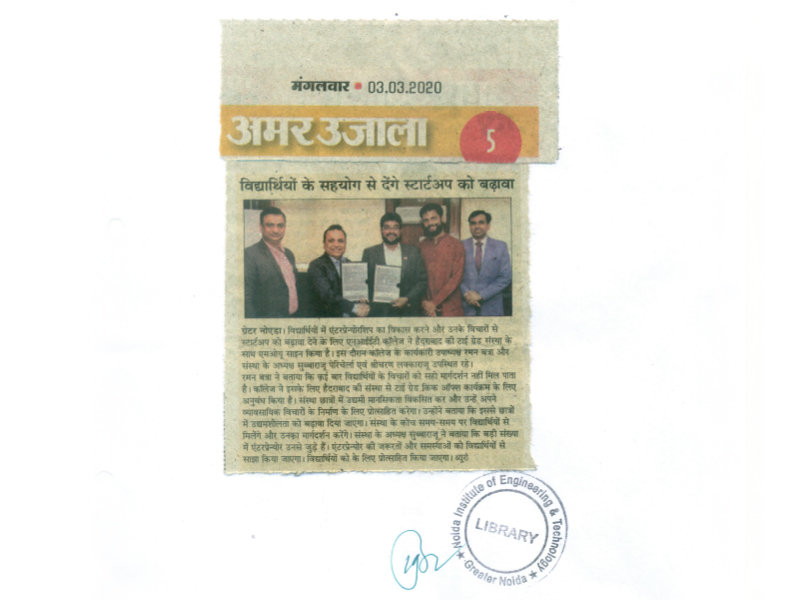 मंगलवार • 03.03.2020
अमर उजाला
5
विद्यार्थियों के सहयोग से देंगे स्टार्टअप को बढ़ावा
ग्रेटर नोएडा। विद्यार्थियों में एंटरप्रेन्योरशिप का विकास करने और उनके विचारों से
स्टार्टअप को बढ़ावा देने के लिए एनआईईटी कॉलेज ने हैदराबाद की टाई ग्रेड संस्था के
साथ एमओयू साइन किया है। इस दौरान कॉलेज के कार्यकारी उपाध्यक्ष रमन बत्रा और
संस्था के अध्यक्ष सुब्बाराजू पेरिचेर्ला एवं श्रीचरण लक्काराजू उपस्थित रहे।
रमन बत्रा ने बताया कि कई बार विद्यार्थियों के विचारों को सही मार्गदर्शन नहीं मिल पाता
है। कॉलेज ने इसके लिए हैदराबाद की संस्था से टाई ग्रेड किक ऑफ कार्यक्रम के लिए
अनुबंध किया है। संस्था छात्रों में उद्यमी मानसिकता विकसित कर और उन्हें अपने
व्यावसायिक विचारों के निर्माण के लिए प्रोत्साहित करेगा। उन्होंने बताया कि इससे छात्रों
में उद्यमशीलता को बढ़ावा दिया जाएगा। संस्था के कोच समय-समय पर विद्यार्थियों से
मिलेंगे और उनका मार्गदर्शन करेंगे। संस्था के अध्यक्ष सुब्बाराजू ने बताया कि बड़ी संख्या
में एंटरप्रेन्योर उनसे जुड़े हैं। एंटरप्रेन्योर की जरूरतों और समस्याओं को विद्यार्थियों से
साझा किया जाएगा। विद्यार्थियों को के लिए प्रोत्साहित किया जाएगा। ब्यूरो
Noida Institute of Engineering & Technology
LIBRARY
Greater Noida